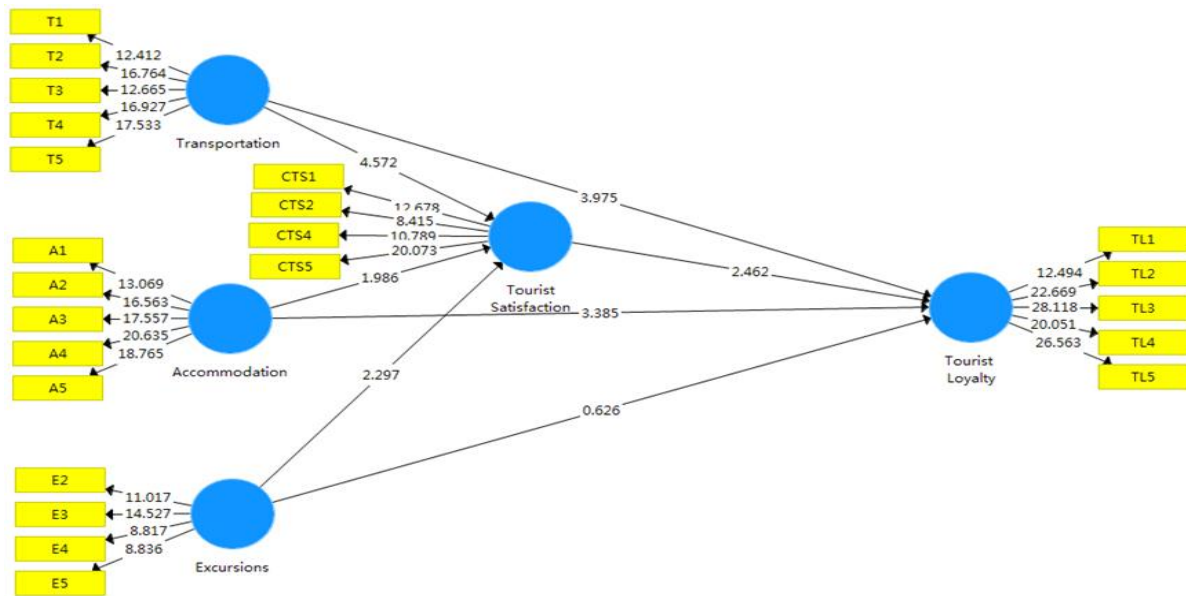 T1
T2
T3
T4
T5
12.412
16.764
12.665
16.927
17.533
Transportation
4.572
3.975
CTS1
CTS2
CTS4
CTS5
12.678
8.415
10.789
20.073
Tourist
Satisfaction
A1
A2
A3
A4
A5
13.069
16.563
17.557
20.635
18.765
Accommodation
1.986
3.385
2.462
TL1
TL2
TL3
TL4
TL5
12.494
22.669
28.118
20.051
26.563
Tourist
Loyalty
2.297
0.626
E2
E3
E4
E5
11.017
14.527
8.817
8.836
Excursions